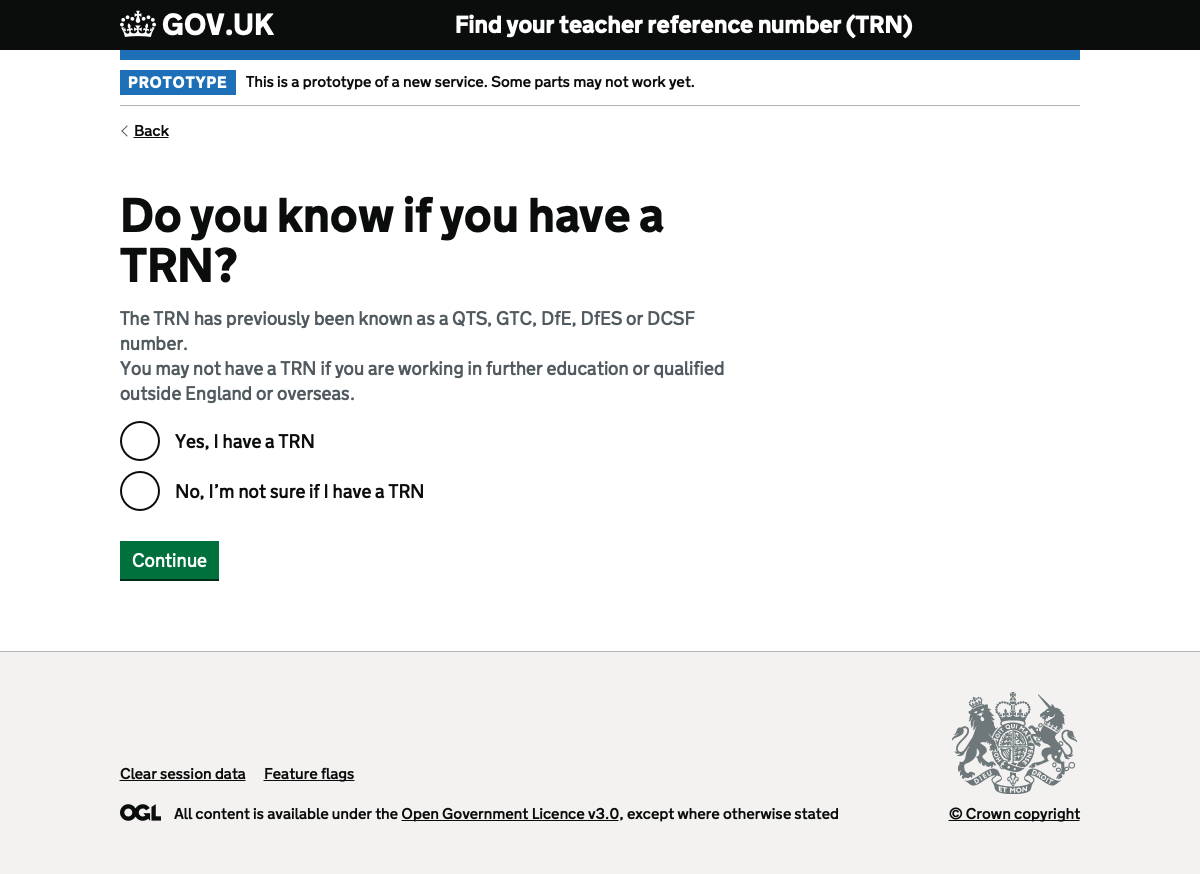 GOV.UK
Find your teacher reference number (TRN)
PROTOTYPE This is a prototype of a new service. Some parts may not work yet.
Back
Do you know if you have a
TRN?
The TRN has previously been known as a QTS, GTC, DfE, DfES or DCSF
number.
You may not have a TRN if you are working in further education or qualified
outside England or overseas.
Yes, I have a TRN
No, I’m not sure if I have a TRN
Continue
Clear session data Feature flags
OGL All content is available under the Open Government Licence v3.0, except where otherwise stated
DIEU ET MON DROIT
© Crown copyright